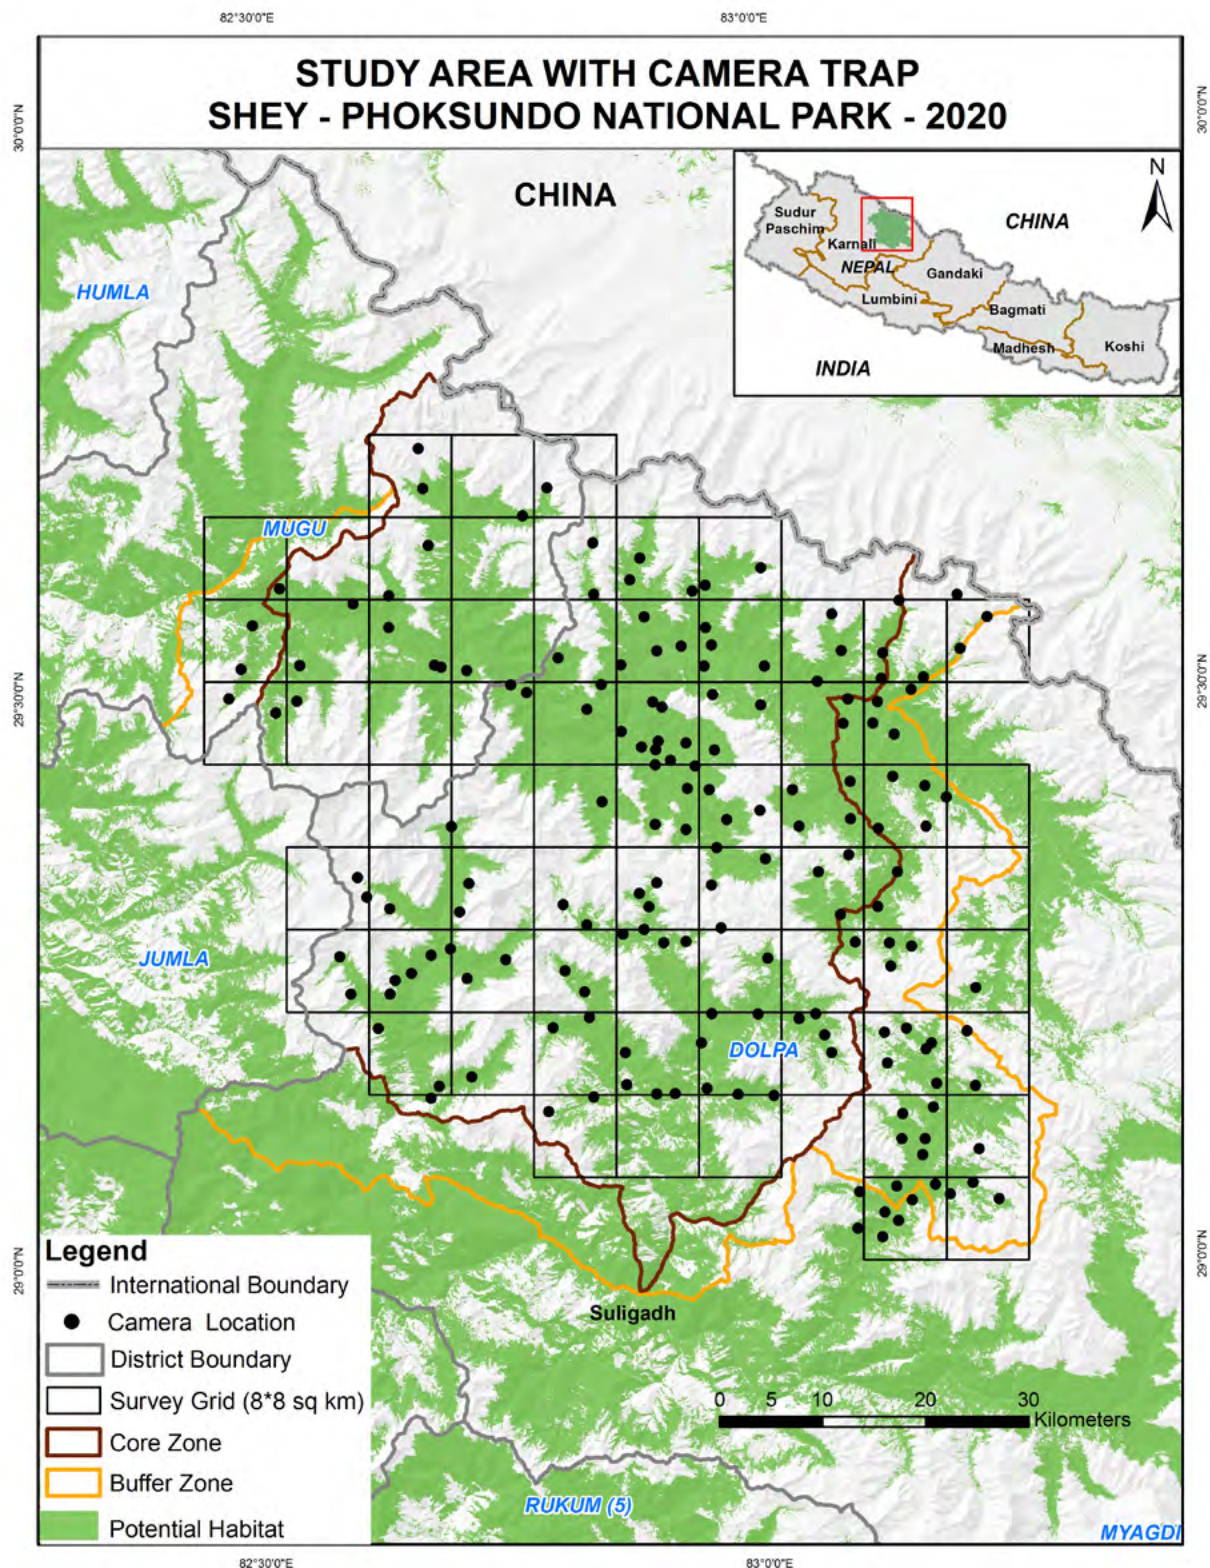 82°30'0"E
83°0'0"E
STUDY AREA WITH CAMERA TRAP
SHEY - PHOKSUNDO NATIONAL PARK - 2020
30°0'0"N
30°0'0"N
CHINA
N
CHINA
Sudur
Paschim
Karnali
NEPAL
Gandaki
Lumbini
Bagmati
Madhesh
Koshi
INDIA
HUMLA
MUGU
29°30'0"N
29°30'0"N
JUMLA
DOLPA
29°0'0"N
29°0'0"N
Suligadh
Legend
International Boundary
Camera Location
District Boundary
Survey Grid (8*8 sq km)
Core Zone
Buffer Zone
Potential Habitat
0 5 10 20 30
Kilometers
RUKUM (5)
MYAGDI
82°30'0"E
83°0'0"E